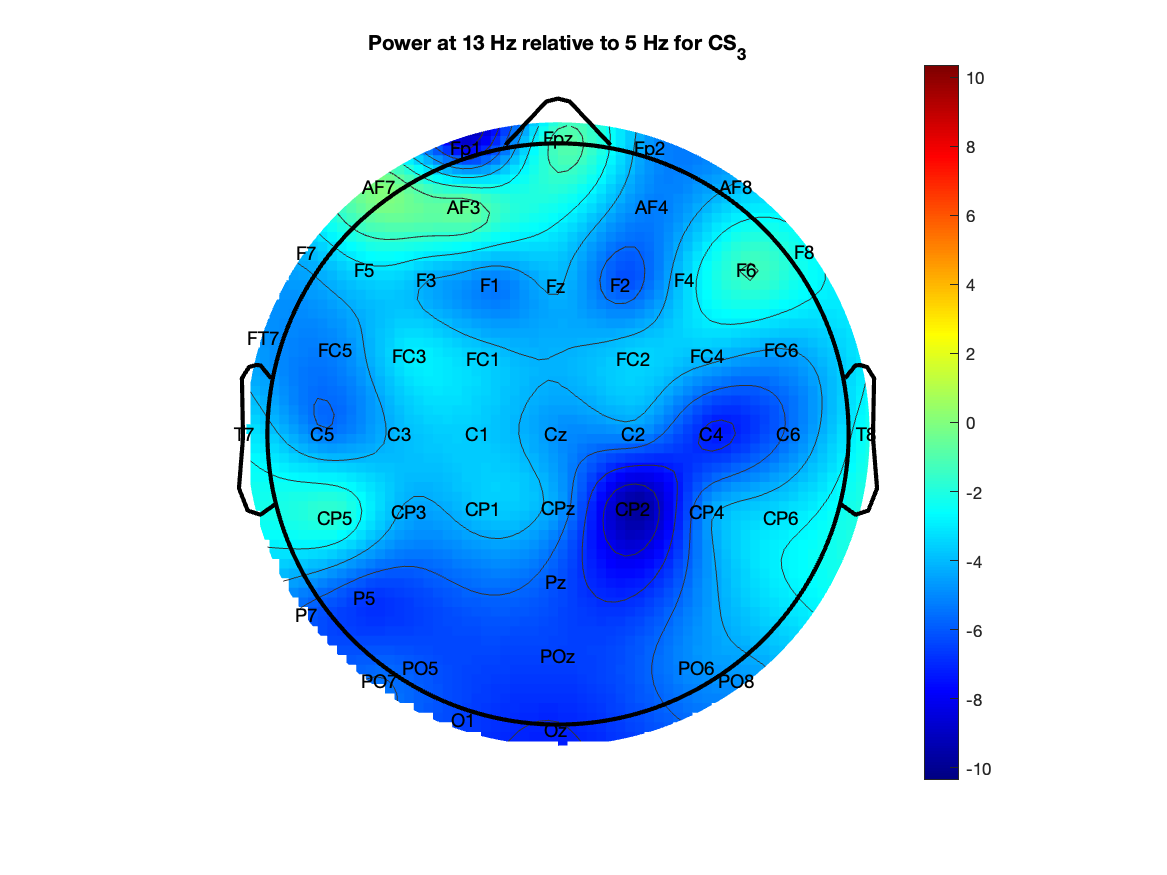 Power at 13 Hz relative to 5 Hz for CS₃
Fp1 Fpz Fp2
AF7 AF8
AF3 AF4
F7 F8
F5 F3 F1 Fz F2 F4 F6
FT7
FC5 FC3 FC1 FC2 FC4 FC6
T7 C5 C3 C1 Cz C2 C4 C6 T8
CP5 CP3 CP1 CPz CP2 CP4 CP6
Pz
P5
P7
POz
PO5 PO6
PO7 PO8
O1
Oz
10
8
6
4
2
0
-2
-4
-6
-8
-10